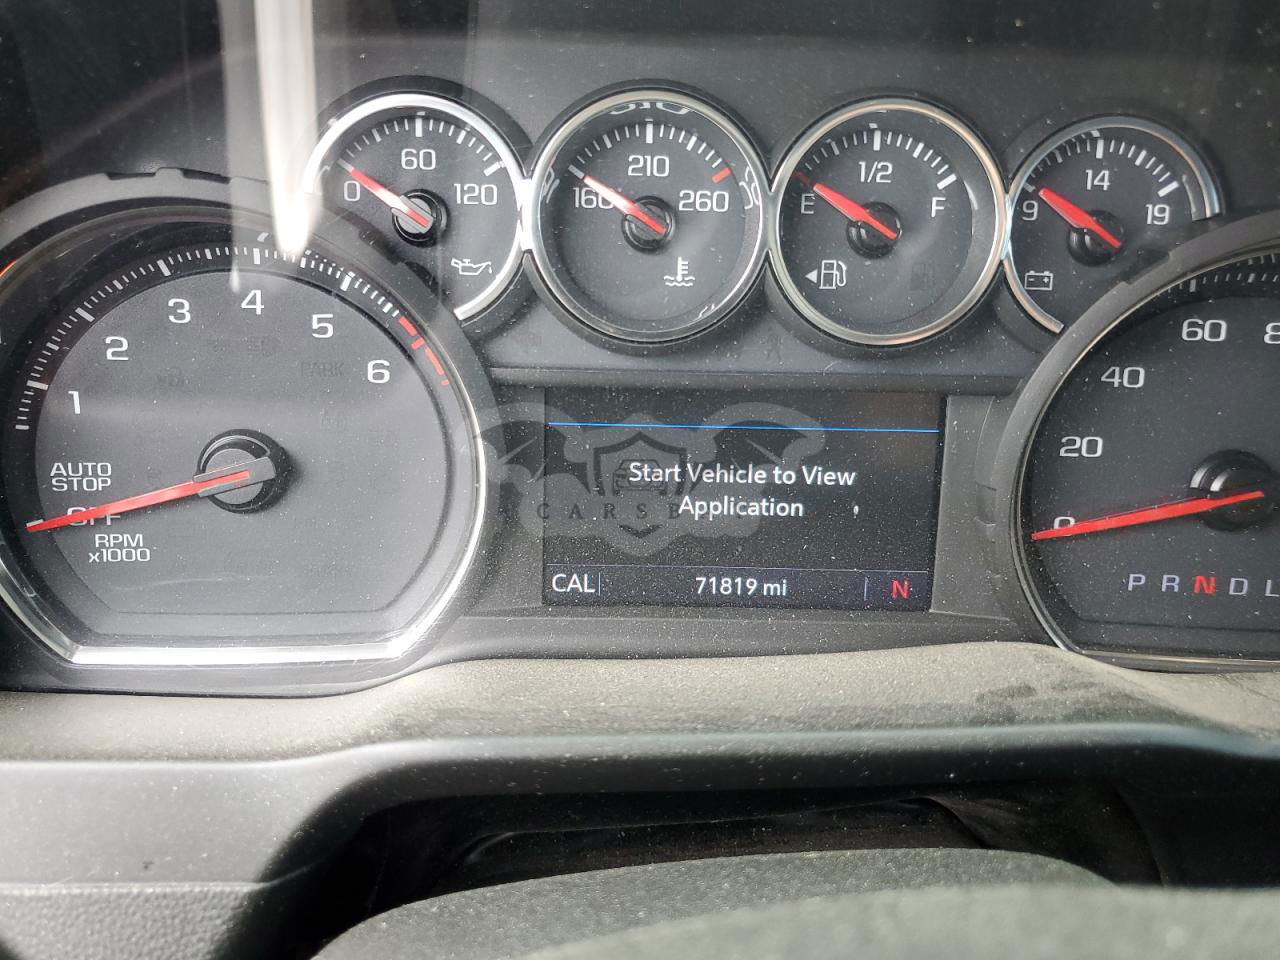 0 60 120
160 210 260
E 1/2 F
9 14 19
1 2 3 4 5 6
PARK
AUTO
STOP
OFF
RPM
x1000
Start Vehicle to View
Application
CAL 71819 mi N
0 20 40 60
P R N D L